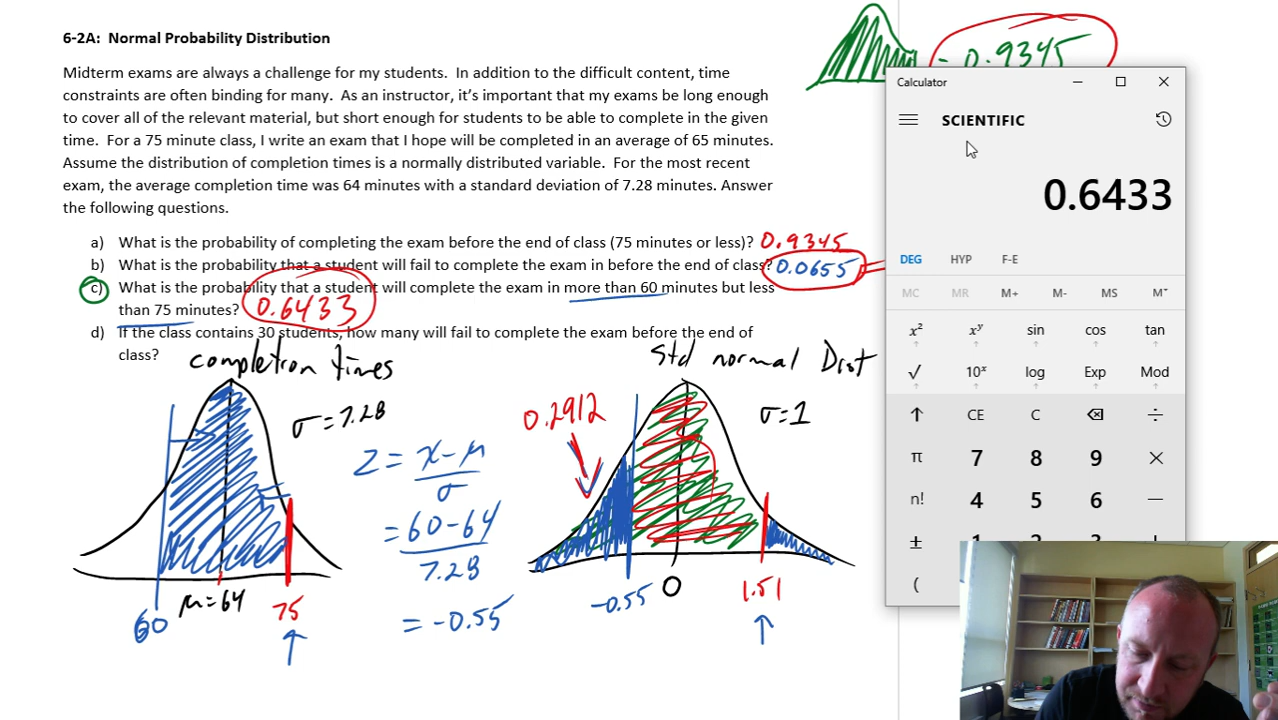 6-2A: Normal Probability Distribution
= 0.9345
Midterm exams are always a challenge for my students. In addition to the difficult content, time
constraints are often binding for many. As an instructor, it's important that my exams be long enough
to cover all of the relevant material, but short enough for students to be able to complete in the given
time. For a 75 minute class, I write an exam that I hope will be completed in an average of 65 minutes.
Assume the distribution of completion times is a normally distributed variable. For the most recent
exam, the average completion time was 64 minutes with a standard deviation of 7.28 minutes. Answer
the following questions.
a) What is the probability of completing the exam before the end of class (75 minutes or less)? 0.9345
b) What is the probability that a student will fail to complete the exam in before the end of class? 0.0655 =
c) What is the probability that a student will complete the exam in more than 60 minutes but less
than 75 minutes? 0.6433
d) If the class contains 30 students, how many will fail to complete the exam before the end of
class?
completion times
σ = 7.28
μ = 64
60
75
Z = x - μ
σ
= 60 - 64
7.28
= -0.55
Std normal Dist
0.2912
σ = 1
-0.55
0
1.51
Calculator
SCIENTIFIC
0.6433
DEG HYP F-E
MC MR M+ M- MS M˅
x² xʸ sin cos tan
√ 10ˣ log Exp Mod
↑ CE C ⌫ ÷
π 7 8 9 ×
n! 4 5 6 −
± 1 2 3 +
(